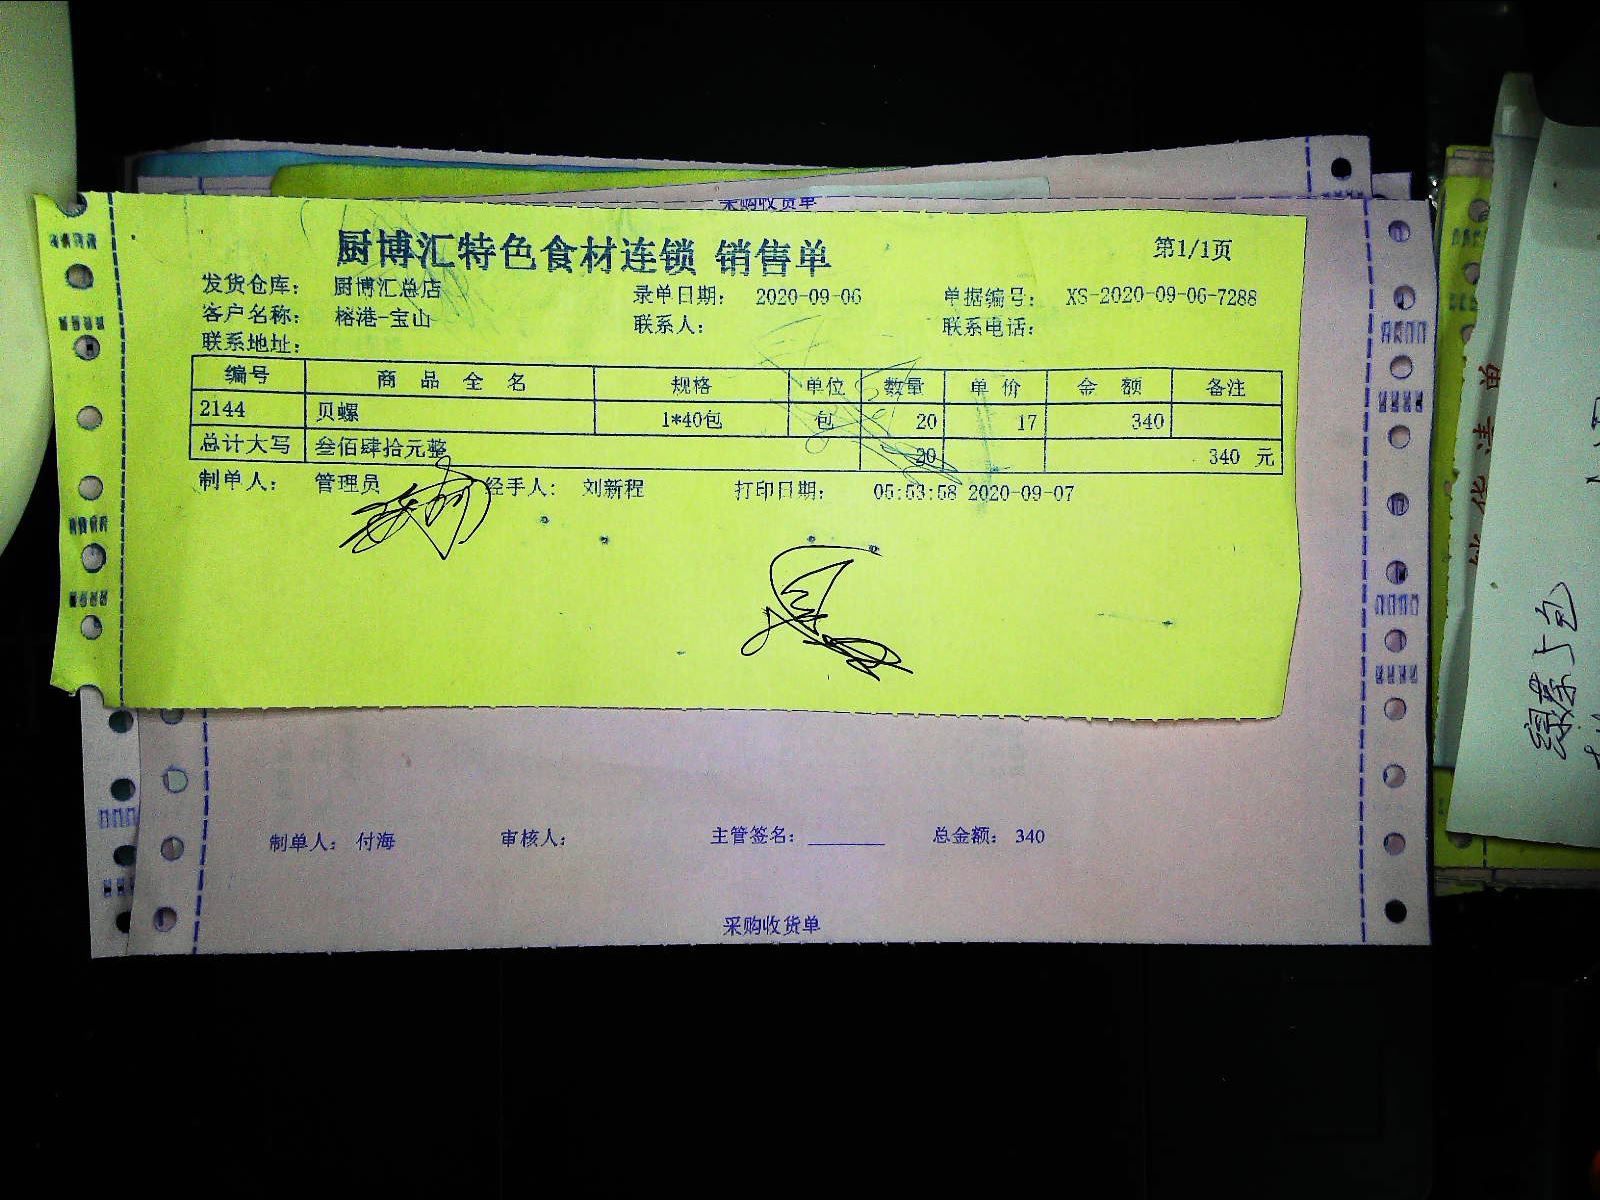 采购收货单
厨博汇特色食材连锁 销售单 第1/1页
发货仓库： 厨博汇总店 录单日期： 2020-09-06 单据编号： XS-2020-09-06-7288
客户名称： 榕港-宝山 联系人： 联系电话：
联系地址：
编号 商 品 全 名 规格 单位 数量 单 价 金 额 备注
2144 贝螺 1*40包 包 20 17 340
总计大写 叁佰肆拾元整 20 340 元
制单人： 管理员 经手人： 刘新程 打印日期： 05:53:58 2020-09-07
制单人： 付海 审核人： 主管签名：________ 总金额： 340
采购收货单
绿茶5包